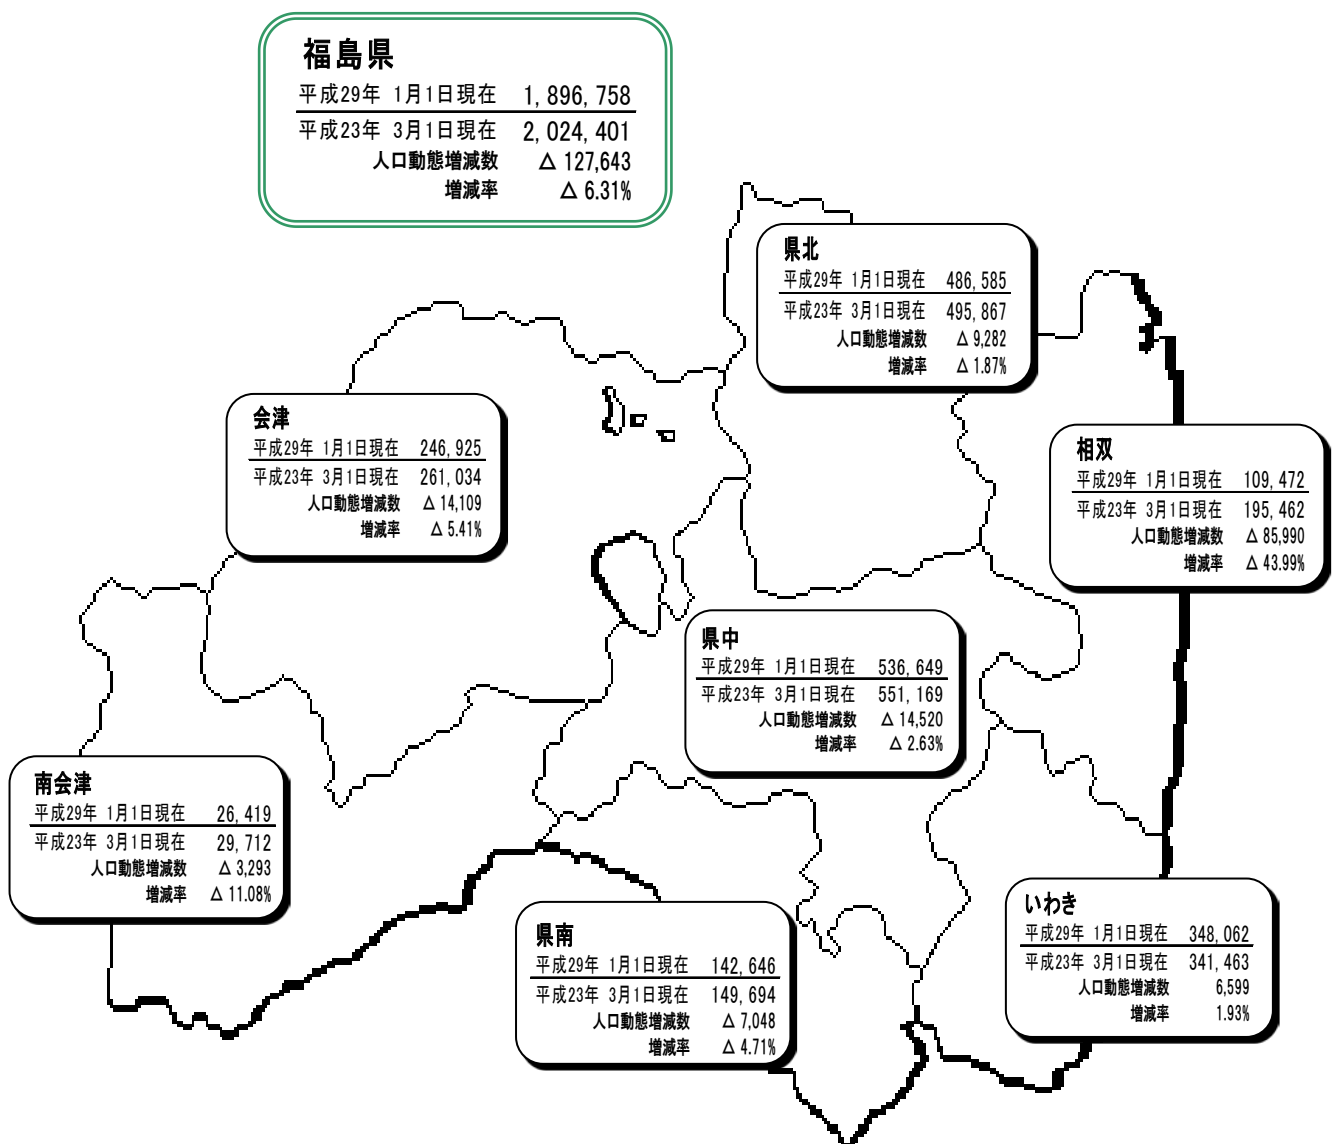 福島県
平成29年 1月1日現在 1,896,758
平成23年 3月1日現在 2,024,401
人口動態増減数 △ 127,643
増減率 △ 6.31%
県北
平成29年 1月1日現在 486,585
平成23年 3月1日現在 495,867
人口動態増減数 △ 9,282
増減率 △ 1.87%
会津
平成29年 1月1日現在 246,925
平成23年 3月1日現在 261,034
人口動態増減数 △ 14,109
増減率 △ 5.41%
相双
平成29年 1月1日現在 109,472
平成23年 3月1日現在 195,462
人口動態増減数 △ 85,990
増減率 △ 43.99%
県中
平成29年 1月1日現在 536,649
平成23年 3月1日現在 551,169
人口動態増減数 △ 14,520
増減率 △ 2.63%
南会津
平成29年 1月1日現在 26,419
平成23年 3月1日現在 29,712
人口動態増減数 △ 3,293
増減率 △ 11.08%
県南
平成29年 1月1日現在 142,646
平成23年 3月1日現在 149,694
人口動態増減数 △ 7,048
増減率 △ 4.71%
いわき
平成29年 1月1日現在 348,062
平成23年 3月1日現在 341,463
人口動態増減数 6,599
増減率 1.93%